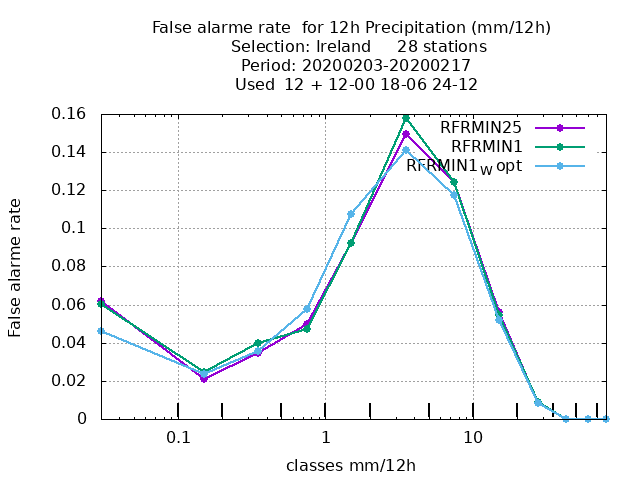 False alarme rate  for 12h Precipitation (mm/12h)
Selection: Ireland     28 stations
Period: 20200203-20200217
Used  12 + 12-00 18-06 24-12
RFRMIN25
RFRMIN1
RFRMIN1W opt
0.16
0.14
0.12
0.1
0.08
0.06
0.04
0.02
0
False alarme rate
0.1 1 10
classes mm/12h